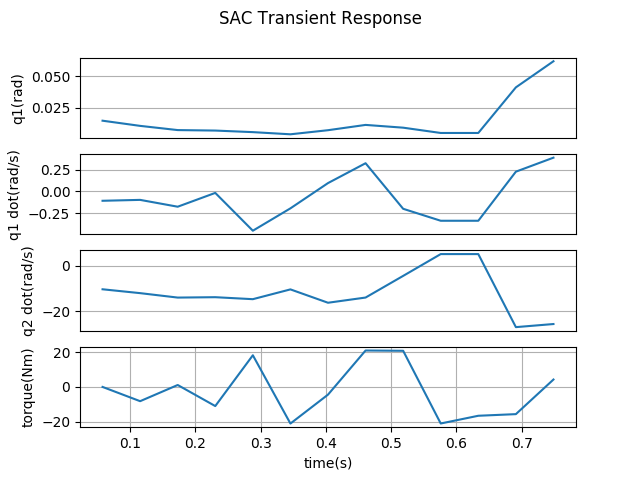 SAC Transient Response
q1(rad)
0.050
0.025
q1 dot(rad/s)
0.25
0.00
−0.25
q2 dot(rad/s)
0
−20
torque(Nm)
20
0
−20
0.1 0.2 0.3 0.4 0.5 0.6 0.7
time(s)